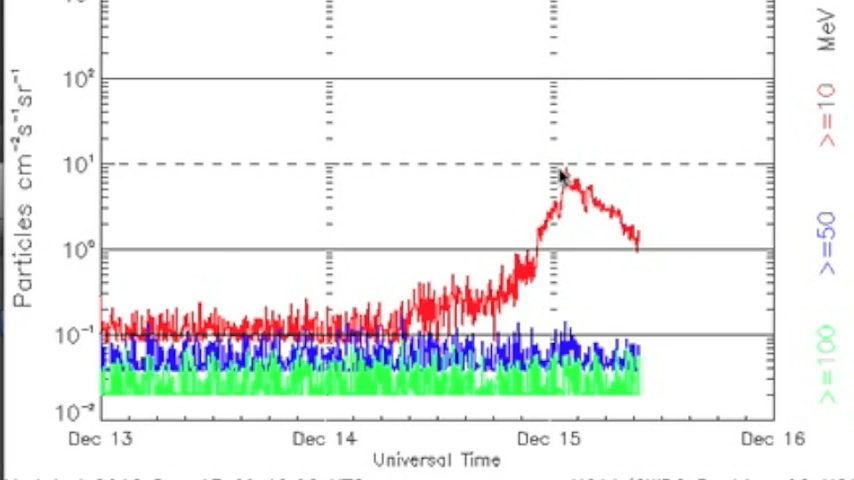 10²
10¹
10⁰
10⁻¹
10⁻²
Particles cm⁻²s⁻¹sr⁻¹
Dec 13 Dec 14 Dec 15 Dec 16
Universal Time
>=10 MeV
>=50
>=100